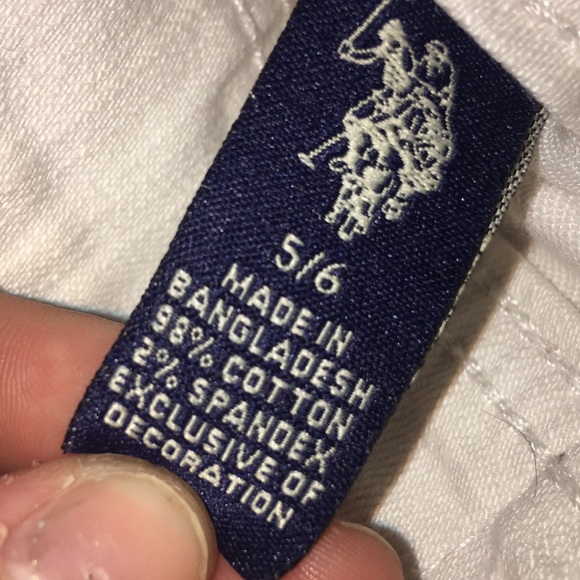 5/6
MADE IN
BANGLADESH
98% COTTON
2% SPANDEX
EXCLUSIVE OF
DECORATION